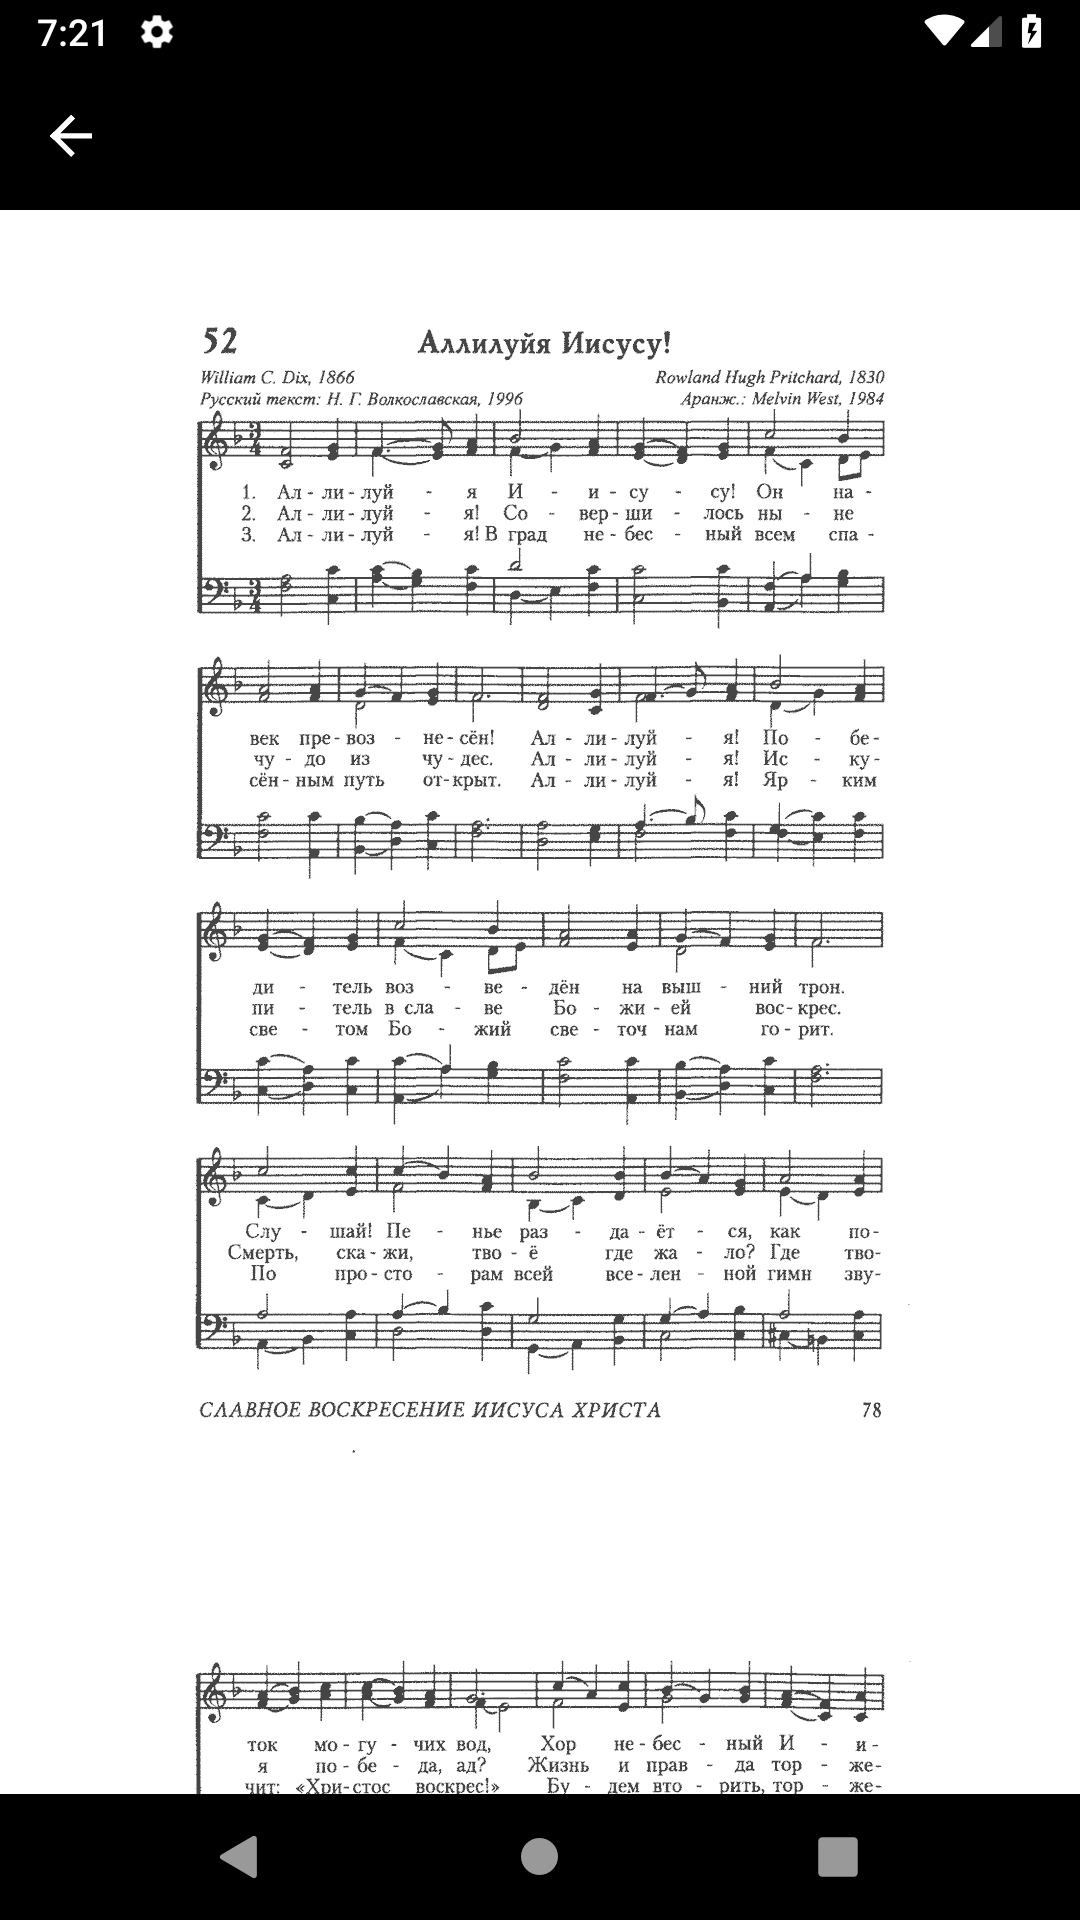 7:21
52 Аллилуйя Иисусу!
William C. Dix, 1866 Rowland Hugh Pritchard, 1830
Русский текст: Н. Г. Волкославская, 1996 Аранж.: Melvin West, 1984
1. Ал - ли - луй - я И - и - су - су! Он на -
2. Ал - ли - луй - я! Со - вер - ши - лось ны - не
3. Ал - ли - луй - я! В град не - бес - ный всем спа -
век пре - воз - не - сён! Ал - ли - луй - я! По - бе -
чу - до из чу - дес. Ал - ли - луй - я! Ис - ку -
сён - ным путь от - крыт. Ал - ли - луй - я! Яр - ким
ди - тель воз - ве - дён на выш - ний трон.
пи - тель в сла - ве Бо - жи - ей вос - крес.
све - том Бо - жий све - точ нам го - рит.
Слу - шай! Пе - нье раз - да - ёт - ся, как по -
Смерть, ска - жи, тво - ё где жа - ло? Где тво -
По про - сто - рам всей все - лен - ной гимн зву -
СЛАВНОЕ ВОСКРЕСЕНИЕ ИИСУСА ХРИСТА 78
ток мо - гу - чих вод, Хор не - бес - ный И - и -
я по - бе - да, ад? Жизнь и прав - да тор - же -
чит: «Хри - стос воскрес!» Бу - дем вто - рить, тор - же -